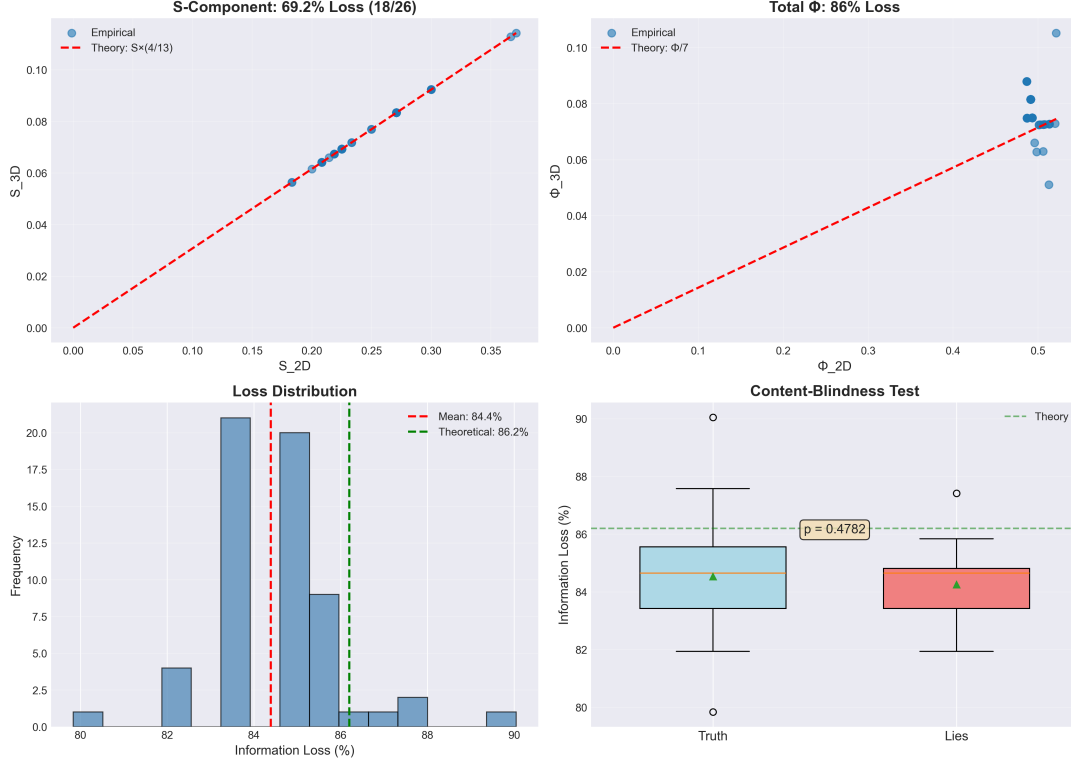 S-Component: 69.2% Loss (18/26)
Empirical
Theory: S×(4/13)
S_3D
0.10
0.08
0.06
0.04
0.02
0.00
0.00 0.05 0.10 0.15 0.20 0.25 0.30 0.35
S_2D
Total Φ: 86% Loss
Empirical
Theory: Φ/7
Φ_3D
0.10
0.08
0.06
0.04
0.02
0.00
0.0 0.1 0.2 0.3 0.4 0.5
Φ_2D
Loss Distribution
Mean: 84.4%
Theoretical: 86.2%
Frequency
20.0
17.5
15.0
12.5
10.0
7.5
5.0
2.5
0.0
80 82 84 86 88 90
Information Loss (%)
Content-Blindness Test
Theory
Information Loss (%)
90
88
86
84
82
80
p = 0.4782
Truth Lies